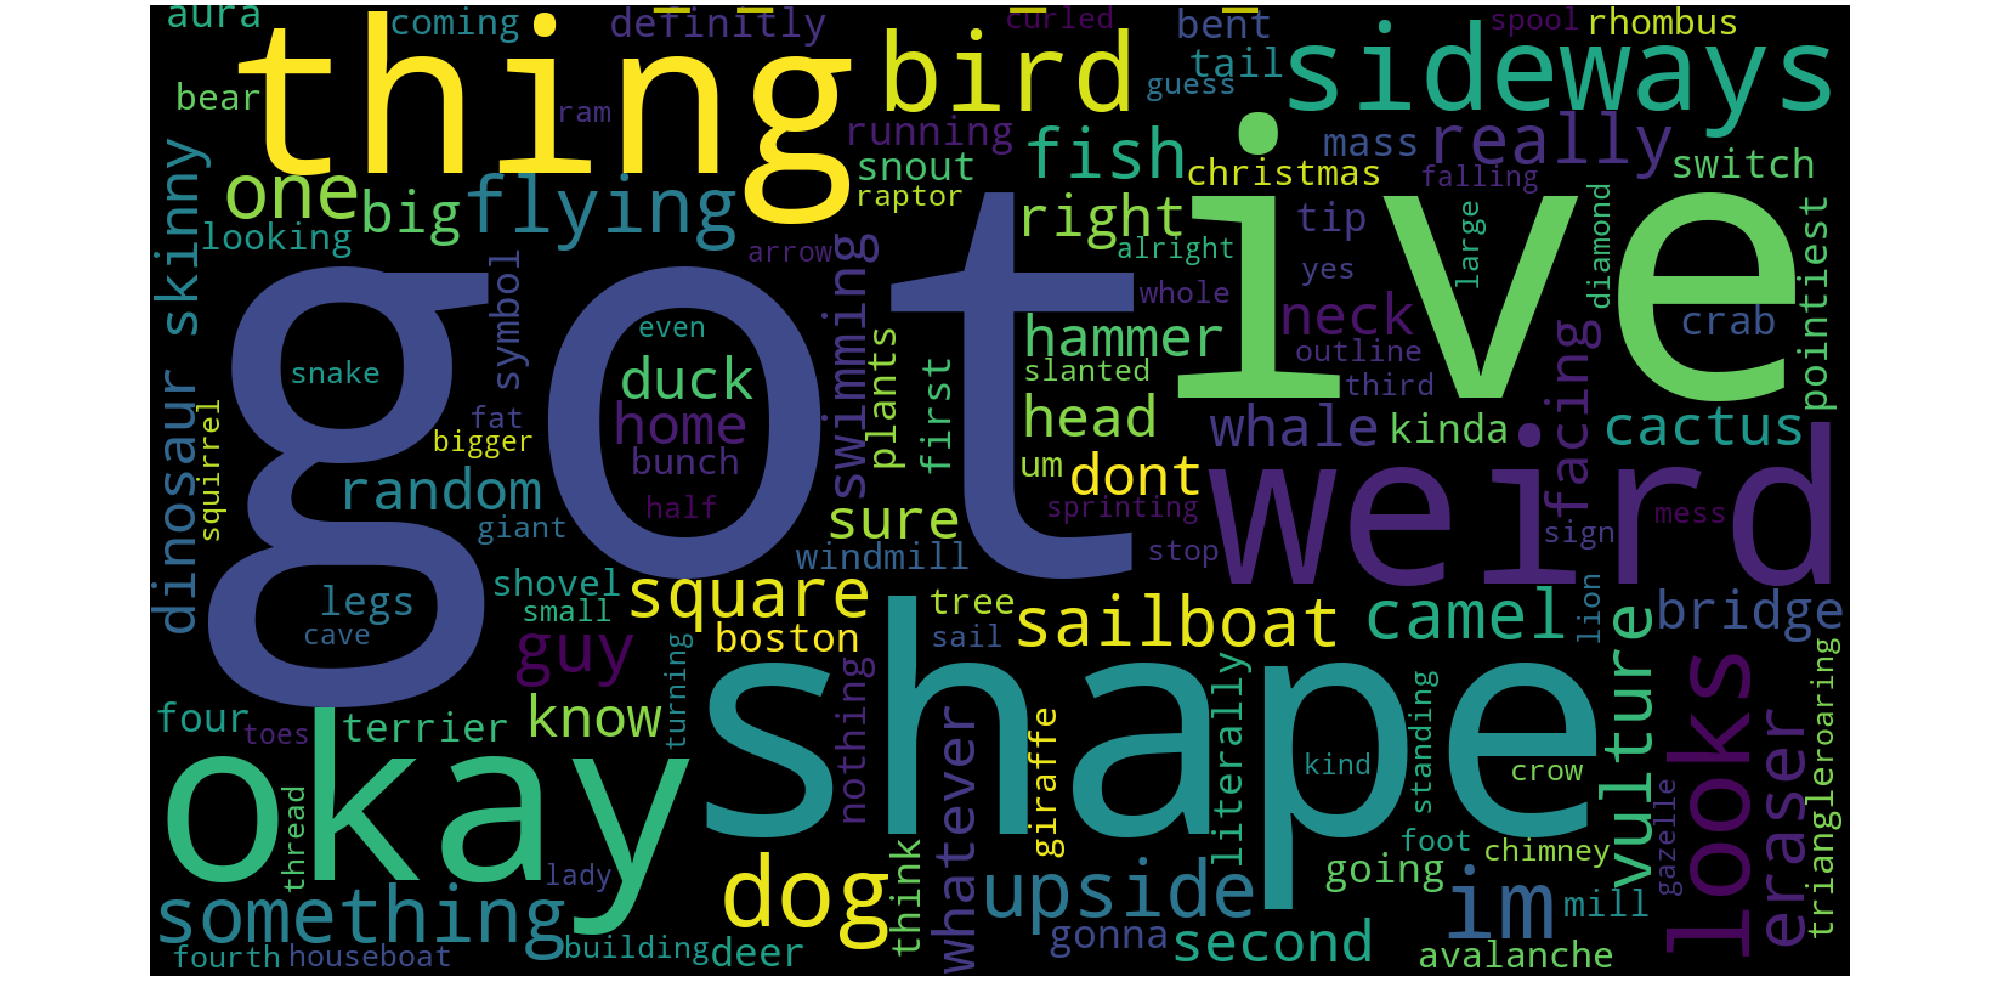 aura
coming
definitly
curled
bent
spool
rhombus
thing
bird
tail
sideways
guess
bear
ram
running
fish
mass
really
switch
skinny
snout
christmas
falling
one
big
flying
raptor
right
ive
tip
large
diamond
pointiest
looking
arrow
swimming
alright
yes
symbol
got
whole
neck
crab
snake
even
plants
hammer
outline
facing
duck
first
slanted
third
dinosaur
squirrel
fat
home
head
whale
kinda
cactus
bigger
bunch
um
dont
weird
random
half
sure
sprinting
sign
mess
giant
windmill
stop
legs
shovel
square
tree
sailboat
camel
lion
vulture
bridge
small
cave
guy
turning
boston
sail
shape
looks
triangleroaring
four
toes
terrier
know
nothing
whatever
giraffe
literally
standing
eraser
okay
kind
crow
thread
lady
dog
think
upside
foot
going
chimney
gazelle
something
im
mill
fourth
houseboat
building
deer
gonna
second
avalanche